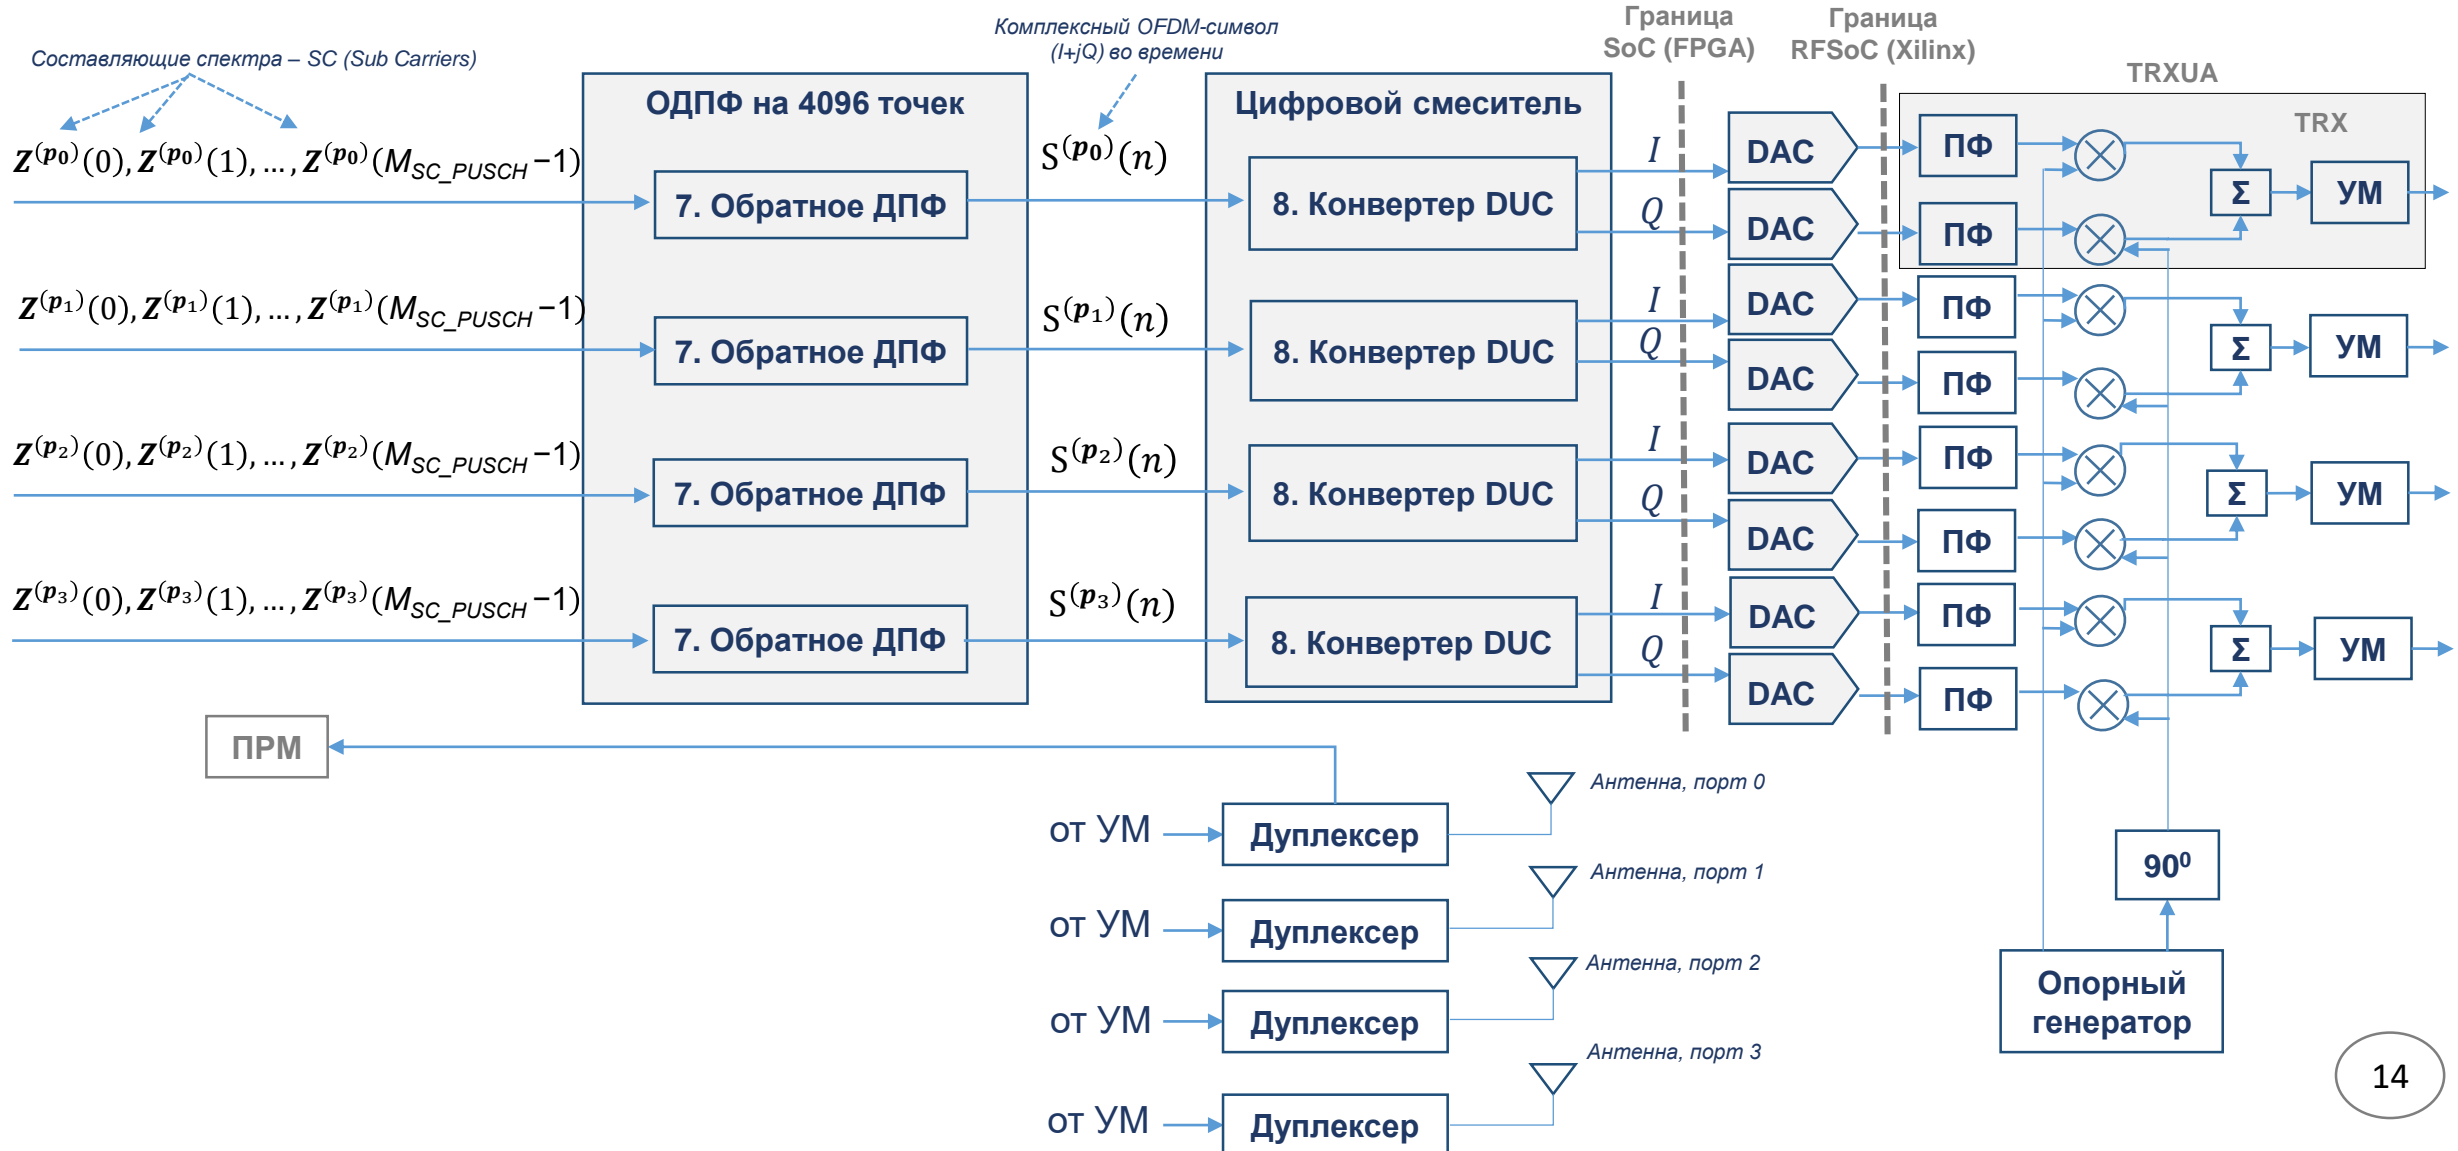 Составляющие спектра – SC (Sub Carriers)
Комплексный OFDM-символ
(I+jQ) во времени
Граница
SoC (FPGA)
Граница
RFSoC (Xilinx)
TRXUA
TRX
ОДПФ на 4096 точек
Цифровой смеситель
Z^(p₀)(0), Z^(p₀)(1), ..., Z^(p₀)(M_SC_PUSCH −1)
7. Обратное ДПФ
S^(p₀)(n)
8. Конвертер DUC
I
Q
DAC
DAC
ПФ
ПФ
Σ
УМ
Z^(p₁)(0), Z^(p₁)(1), ..., Z^(p₁)(M_SC_PUSCH −1)
7. Обратное ДПФ
S^(p₁)(n)
8. Конвертер DUC
I
Q
DAC
DAC
ПФ
ПФ
Σ
УМ
Z^(p₂)(0), Z^(p₂)(1), ..., Z^(p₂)(M_SC_PUSCH −1)
7. Обратное ДПФ
S^(p₂)(n)
8. Конвертер DUC
I
Q
DAC
DAC
ПФ
ПФ
Σ
УМ
Z^(p₃)(0), Z^(p₃)(1), ..., Z^(p₃)(M_SC_PUSCH −1)
7. Обратное ДПФ
S^(p₃)(n)
8. Конвертер DUC
I
Q
DAC
DAC
ПФ
ПФ
Σ
УМ
ПРМ
от УМ
Дуплексер
Антенна, порт 0
от УМ
Дуплексер
Антенна, порт 1
от УМ
Дуплексер
Антенна, порт 2
от УМ
Дуплексер
Антенна, порт 3
90⁰
Опорный
генератор
14